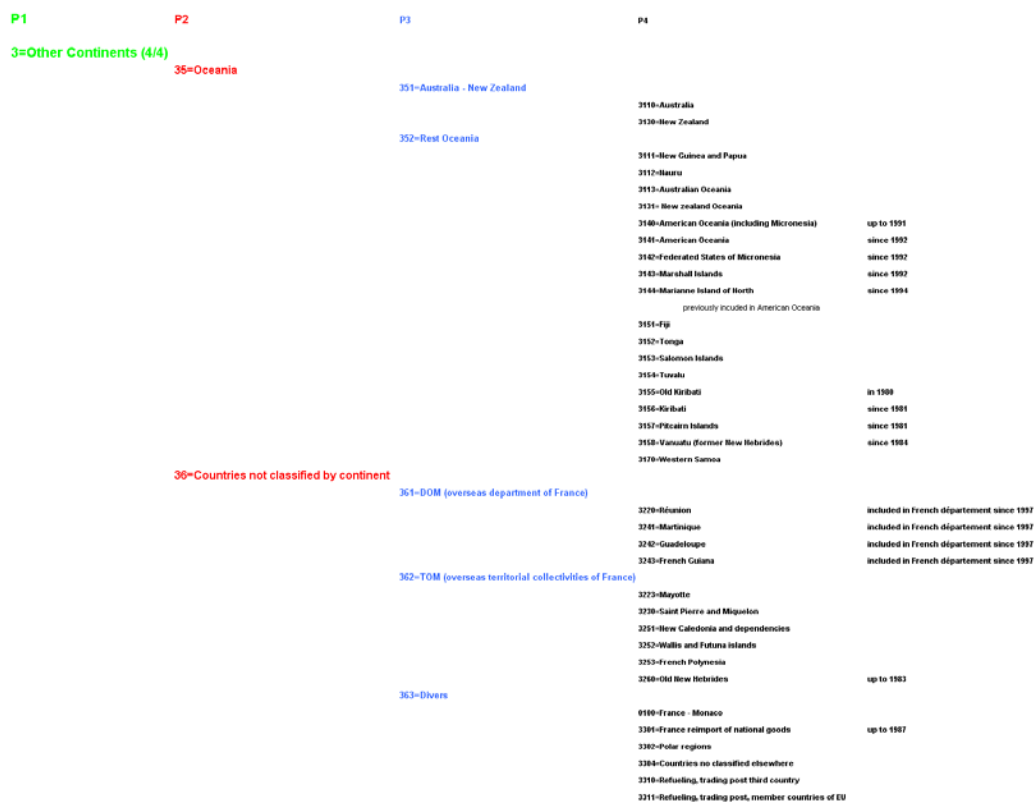 P1 P2 P3 P4
3=Other Continents (4/4)
35=Oceania
351=Australia - New Zealand
3110=Australia
3130=New Zealand
352=Rest Oceania
3111=New Guinea and Papua
3112=Nauru
3113=Australian Oceania
3131= New zealand Oceania
3140=American Oceania (including Micronesia) up to 1991
3141=American Oceania since 1992
3142=Federated States of Micronesia since 1992
3143=Marshall Islands since 1992
3144=Marianne Island of North since 1994
previously incuded in American Oceania
3151=Fiji
3152=Tonga
3153=Salomon Islands
3154=Tuvalu
3155=Old Kiribati in 1980
3156=Kiribati since 1981
3157=Pitcairn Islands since 1981
3158=Vanuatu (former New Hebrides) since 1984
3170=Western Samoa
36=Countries not classified by continent
361=DOM (overseas department of France)
3220=Réunion included in French département since 1997
3241=Martinique included in French département since 1997
3242=Guadeloupe included in French département since 1997
3243=French Guiana included in French département since 1997
362=TOM (overseas territorial collectivities of France)
3223=Mayotte
3230=Saint Pierre and Miquelon
3251=New Caledonia and dependencies
3252=Wallis and Futuna islands
3253=French Polynesia
3260=Old New Hebrides up to 1983
363=Divers
0100=France - Monaco
3301=France reimport of national goods up to 1987
3302=Polar regions
3304=Countries no classified elsewhere
3310=Refueling, trading post third country
3311=Refueling, trading post, member countries of EU